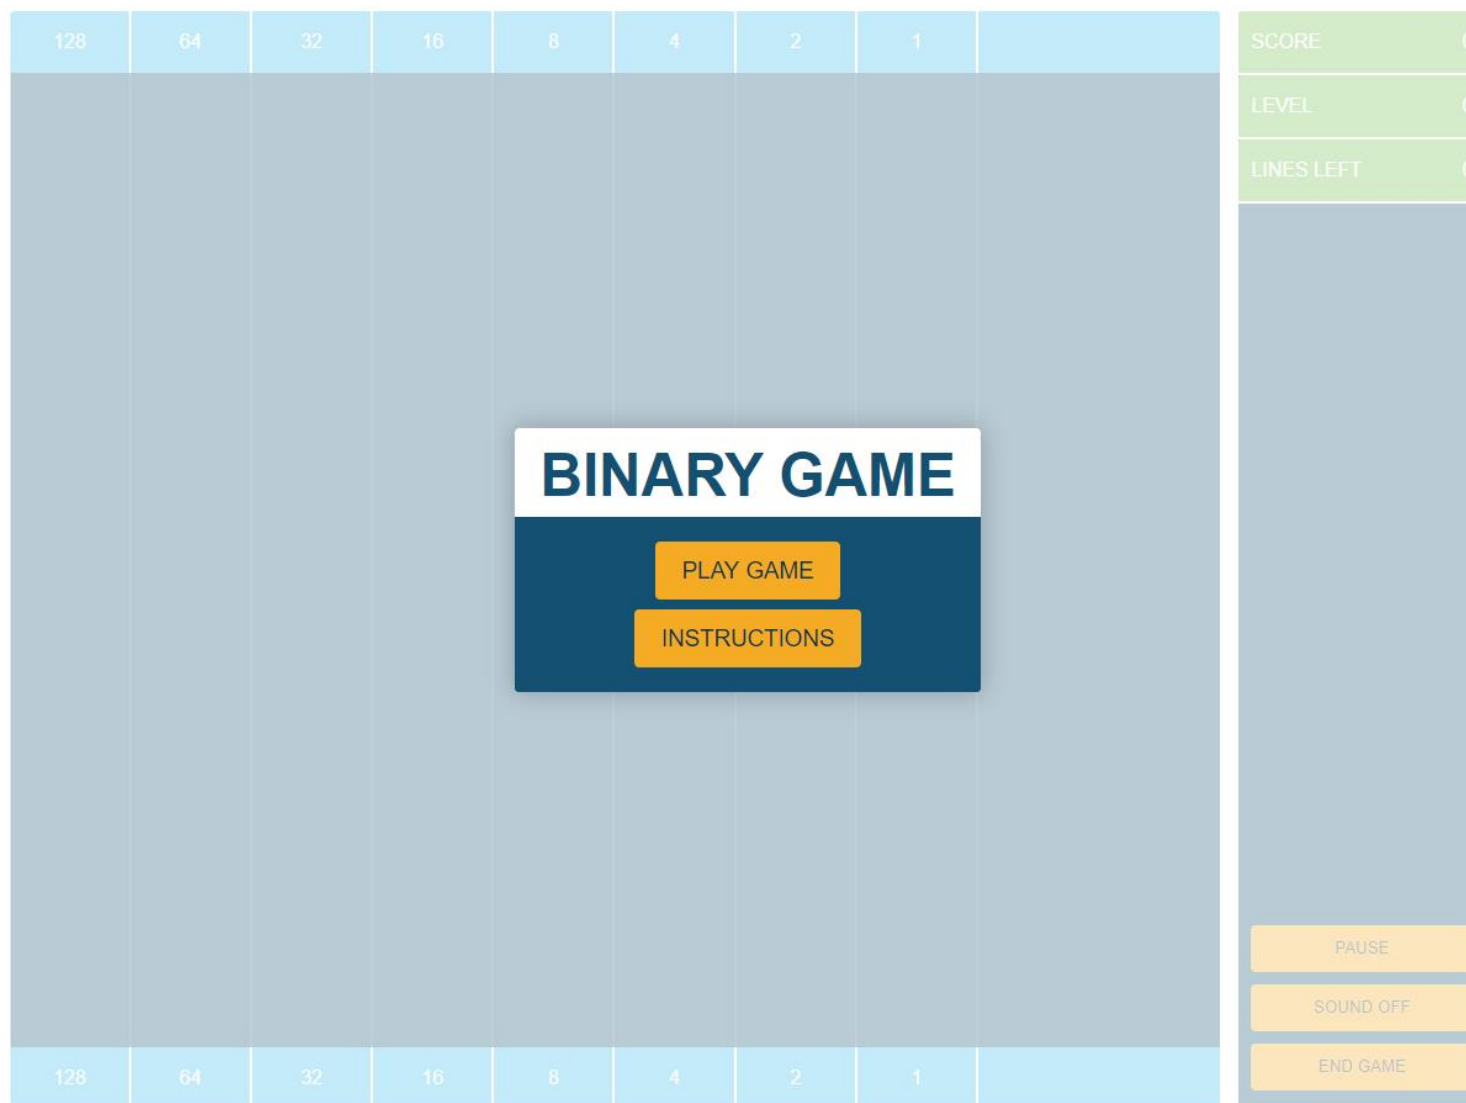 128 64 32 16 8 4 2 1
SCORE
LEVEL
LINES LEFT
BINARY GAME
PLAY GAME
INSTRUCTIONS
PAUSE
SOUND OFF
END GAME
128 64 32 16 8 4 2 1